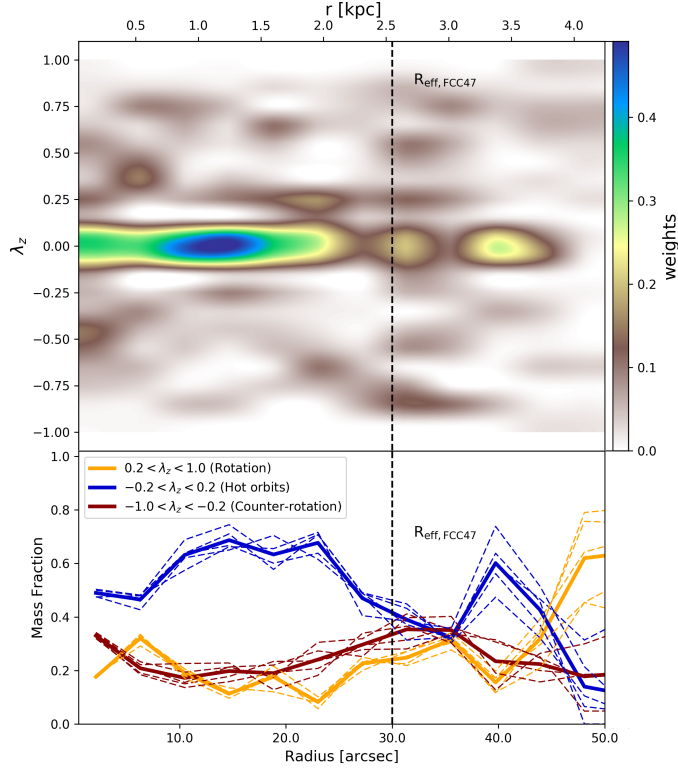 r [kpc]
0.5 1.0 1.5 2.0 2.5 3.0 3.5 4.0
1.00
0.75
0.50
0.25
0.00
−0.25
−0.50
−0.75
−1.00
λz
Reff, FCC47
0.4
0.3
0.2
0.1
0.0
weights
1.0
0.8
0.6
0.4
0.2
0.0
Mass Fraction
0.2 < λz < 1.0 (Rotation)
−0.2 < λz < 0.2 (Hot orbits)
−1.0 < λz < −0.2 (Counter-rotation)
Reff, FCC47
10.0 20.0 30.0 40.0 50.0
Radius [arcsec]